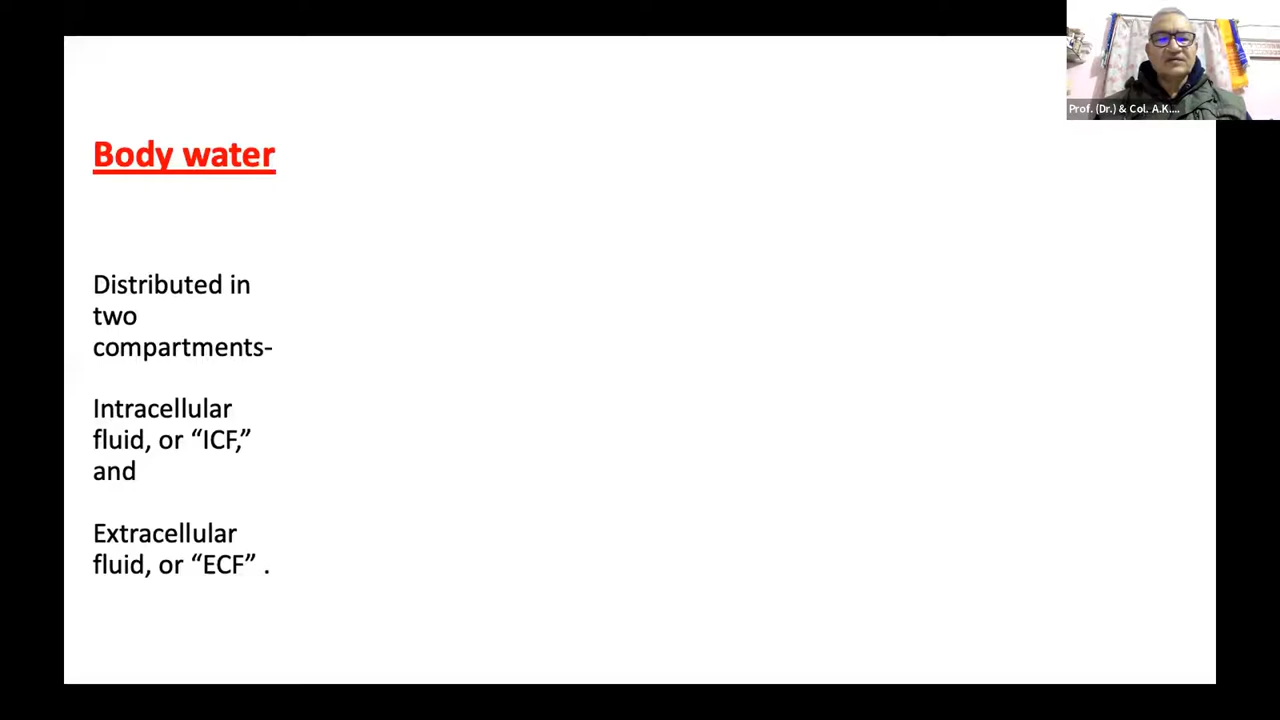 Prof. (Dr.) & Col. A.K....
Body water
Distributed in
two
compartments-
Intracellular
fluid, or “ICF,”
and
Extracellular
fluid, or “ECF” .